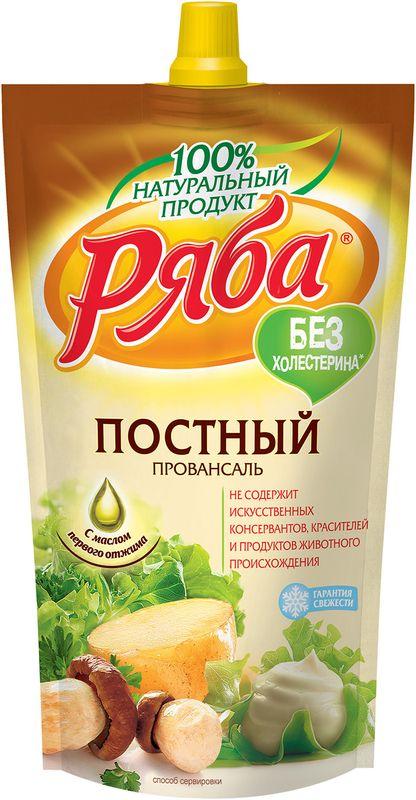 100%
НАТУРАЛЬНЫЙ
ПРОДУКТ
Ряба®
БЕЗ
ХОЛЕСТЕРИНА*
ПОСТНЫЙ
ПРОВАНСАЛЬ
С маслом
первого отжима
НЕ СОДЕРЖИТ
ИСКУССТВЕННЫХ
КОНСЕРВАНТОВ, КРАСИТЕЛЕЙ
И ПРОДУКТОВ ЖИВОТНОГО
ПРОИСХОЖДЕНИЯ
ГАРАНТИЯ
СВЕЖЕСТИ
способ сервировки